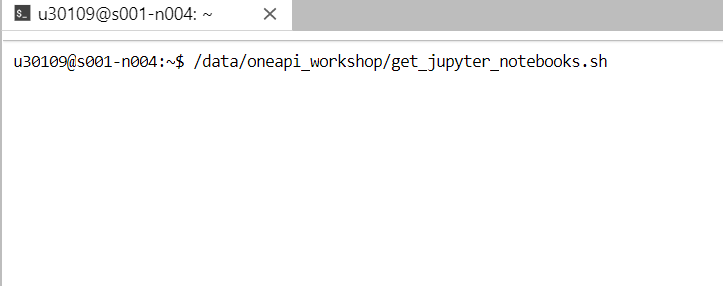 u30109@s001-n004: ~
u30109@s001-n004:~$ /data/oneapi_workshop/get_jupyter_notebooks.sh